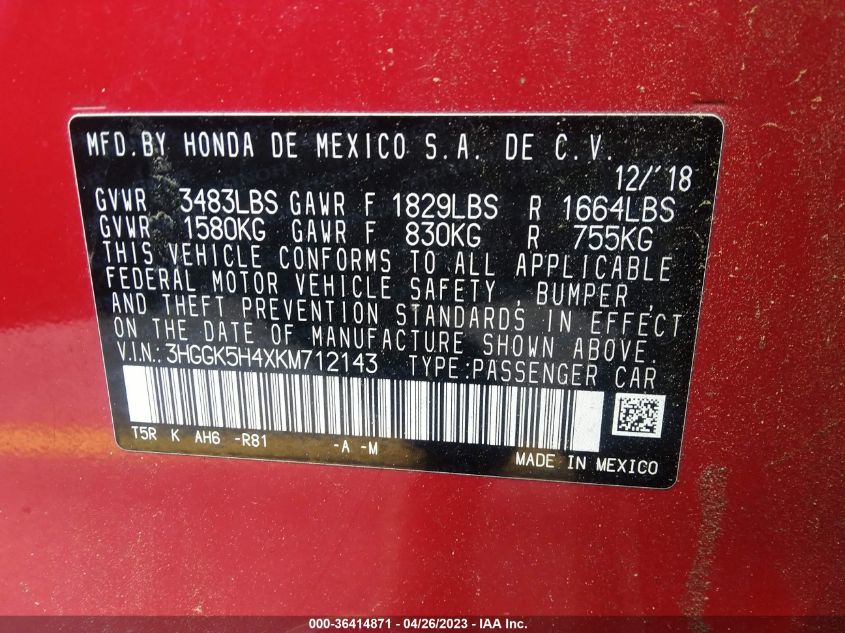 MFD.BY HONDA DE MEXICO S.A. DE C.V.
12/'18
GVWR 3483LBS GAWR F 1829LBS R 1664LBS
GVWR 1580KG GAWR F 830KG R 755KG
THIS VEHICLE CONFORMS TO ALL APPLICABLE
FEDERAL MOTOR VEHICLE SAFETY, BUMPER,
AND THEFT PREVENTION STANDARDS IN EFFECT
ON THE DATE OF MANUFACTURE SHOWN ABOVE.
V.I.N.: 3HGGK5H4XKM712143 TYPE:PASSENGER CAR
T5R K AH6 -R81 -A -M
MADE IN MEXICO
000-36414871 - 04/26/2023 - IAA Inc.